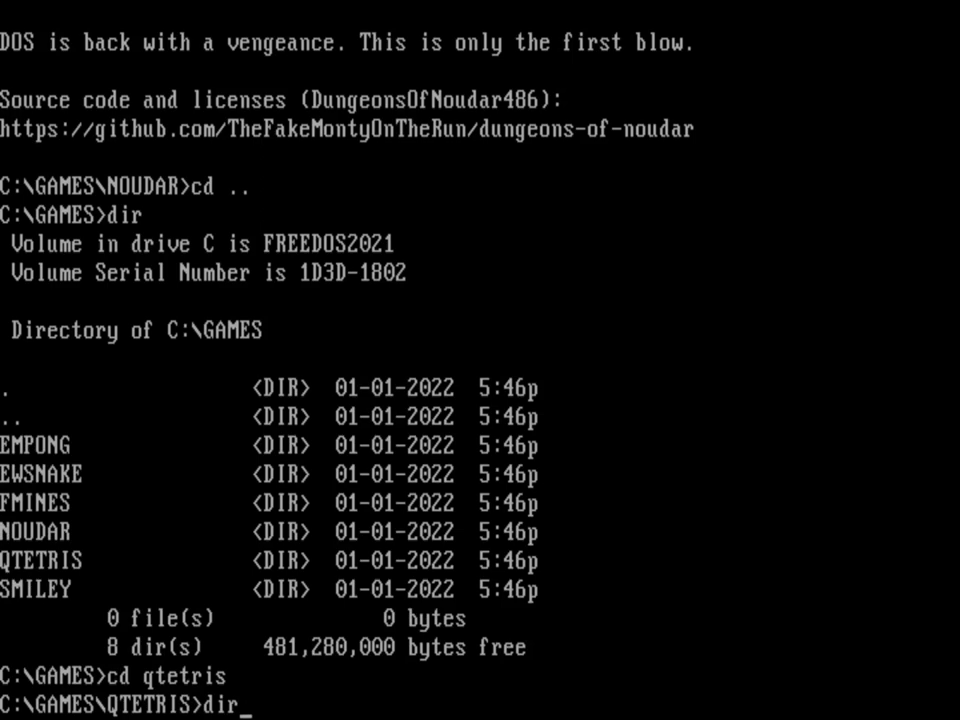 DOS is back with a vengeance. This is only the first blow.
Source code and licenses (DungeonsOfNoudar486):
https://github.com/TheFakeMontyOnTheRun/dungeons-of-noudar
C:\GAMES\NOUDAR>cd ..
C:\GAMES>dir
Volume in drive C is FREEDOS2021
Volume Serial Number is 1D3D-1802
Directory of C:\GAMES
. <DIR> 01-01-2022 5:46p
.. <DIR> 01-01-2022 5:46p
EMPONG <DIR> 01-01-2022 5:46p
EWSNAKE <DIR> 01-01-2022 5:46p
FMINES <DIR> 01-01-2022 5:46p
NOUDAR <DIR> 01-01-2022 5:46p
QTETRIS <DIR> 01-01-2022 5:46p
SMILEY <DIR> 01-01-2022 5:46p
0 file(s) 0 bytes
8 dir(s) 481,280,000 bytes free
C:\GAMES>cd qtetris
C:\GAMES\QTETRIS>dir_